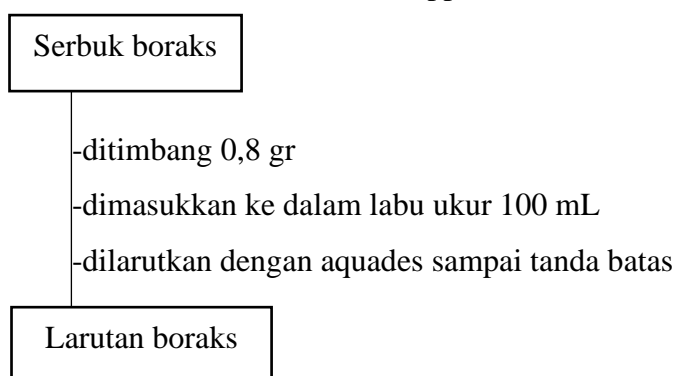 Serbuk boraks
-ditimbang 0,8 gr
-dimasukkan ke dalam labu ukur 100 mL
-dilarutkan dengan aquades sampai tanda batas
Larutan boraks